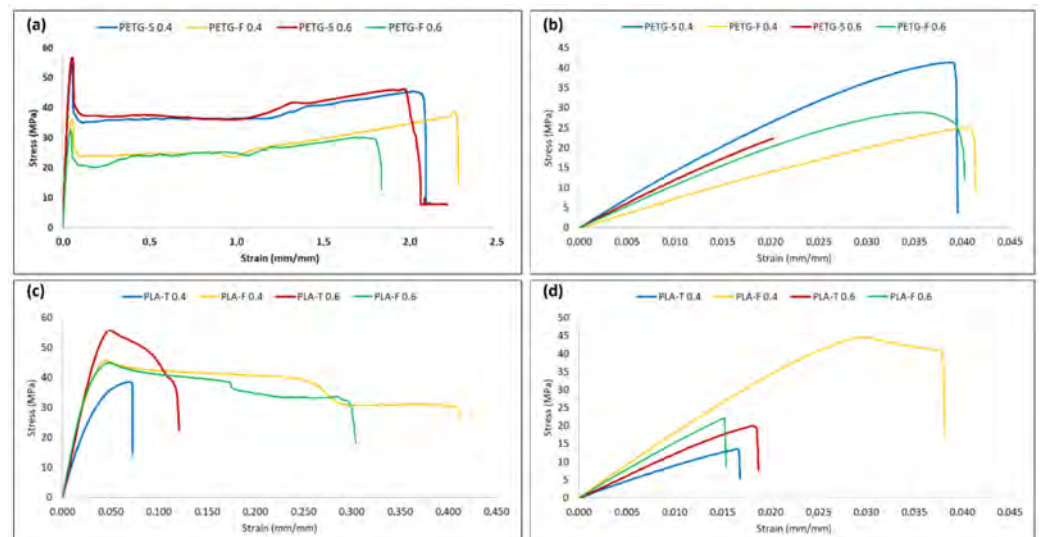 (a)
PETG-S 0.4 PETG-F 0.4 PETG-S 0.6 PETG-F 0.6
60
50
40
30
20
10
0
Stress (MPa)
0.0 0.5 1.0 1.5 2.0 2.5
Strain (mm/mm)
(b)
PETG-S 0.4 PETG-F 0.4 PETG-S 0.6 PETG-F 0.6
45
40
35
30
25
20
15
10
5
0
Stress (MPa)
0.000 0.005 0.010 0.015 0.020 0.025 0.030 0.035 0.040 0.045
Strain (mm/mm)
(c)
PLA-T 0.4 PLA-F 0.4 PLA-T 0.6 PLA-F 0.6
60
50
40
30
20
10
0
Stress (MPa)
0.000 0.050 0.100 0.150 0.200 0.250 0.300 0.350 0.400 0.450
Strain (mm/mm)
(d)
PLA-T 0.4 PLA-F 0.4 PLA-T 0.6 PLA-F 0.6
50
45
40
35
30
25
20
15
10
5
0
Stress (MPa)
0,000 0,005 0,010 0,015 0,020 0,025 0,030 0,035 0,040 0,045
Strain (mm/mm)